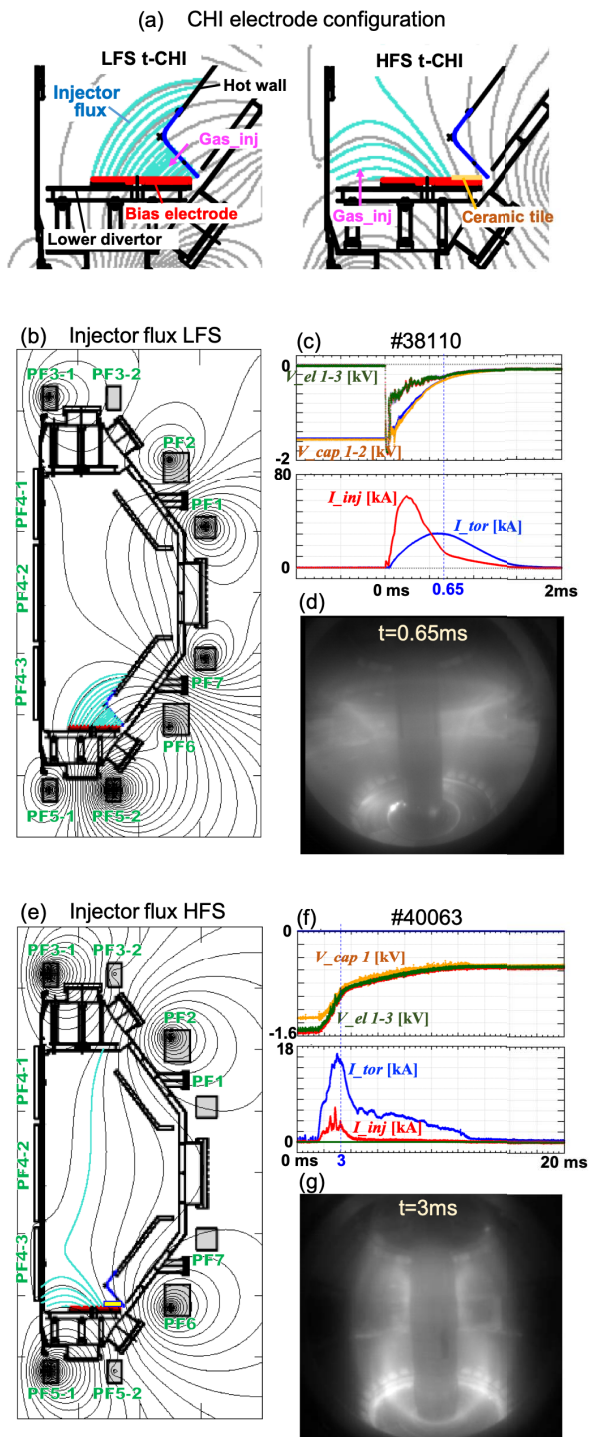 (a) CHI electrode configuration
LFS t-CHI
HFS t-CHI
Injector flux
Hot wall
Gas_inj
Bias electrode
Lower divertor
Gas_inj
Ceramic tile
(b) Injector flux LFS
PF3-1 PF3-2
PF2
PF1
PF4-1
PF4-2
PF4-3
PF7
PF6
PF5-1 PF5-2
(c) #38110
0
V_el 1-3 [kV]
V_cap 1-2 [kV]
-2
80
I_inj [kA]
I_tor [kA]
0
0 ms 0.65 2ms
(d)
t=0.65ms
(e) Injector flux HFS
PF3-1 PF3-2
PF2
PF1
PF4-1
PF4-2
PF4-3
PF7
PF6
PF5-1 PF5-2
(f) #40063
0
V_cap 1 [kV]
V_el 1-3 [kV]
-1.6
18
I_tor [kA]
I_inj [kA]
0
0 ms 3 20 ms
(g)
t=3ms